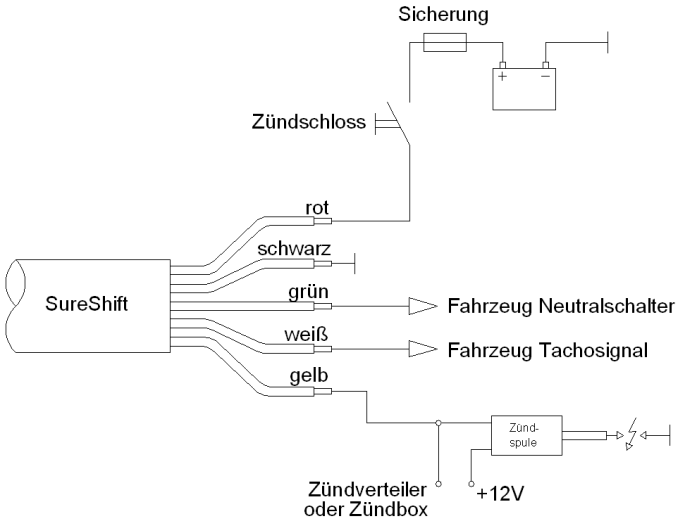 Sicherung
+ −
Zündschloss
rot
schwarz
SureShift
grün
Fahrzeug Neutralschalter
weiß
Fahrzeug Tachosignal
gelb
Zünd-
spule
Zündverteiler
oder Zündbox
+12V